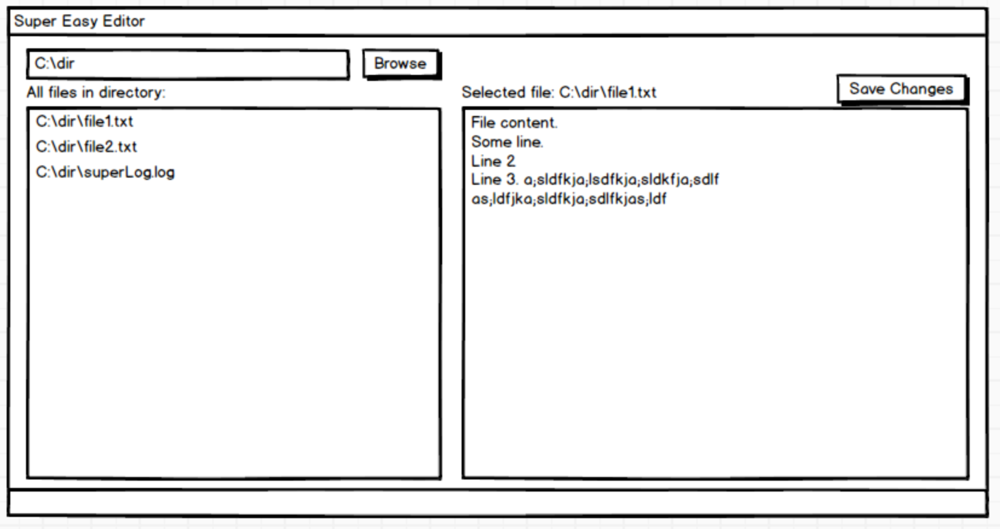 Super Easy Editor
C:\dir
Browse
All files in directory:
C:\dir\file1.txt
C:\dir\file2.txt
C:\dir\superLog.log
Selected file: C:\dir\file1.txt
Save Changes
File content.
Some line.
Line 2
Line 3. a;sldfkja;lsdfkja;sldkfja;sdlf
as;ldfjka;sldfkja;sdlfkjas;ldf